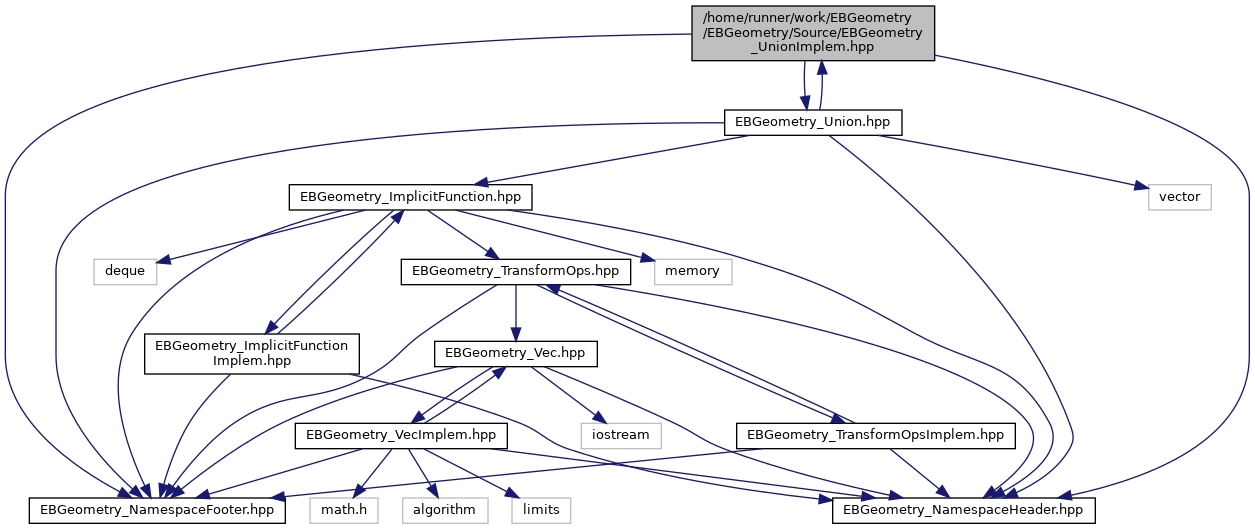 /home/runner/work/EBGeometry
/EBGeometry/Source/EBGeometry
_UnionImplem.hpp
EBGeometry_Union.hpp
EBGeometry_ImplicitFunction.hpp
vector
deque
EBGeometry_TransformOps.hpp
memory
EBGeometry_ImplicitFunction
Implem.hpp
EBGeometry_Vec.hpp
EBGeometry_VecImplem.hpp
iostream
EBGeometry_TransformOpsImplem.hpp
EBGeometry_NamespaceFooter.hpp
math.h
algorithm
limits
EBGeometry_NamespaceHeader.hpp